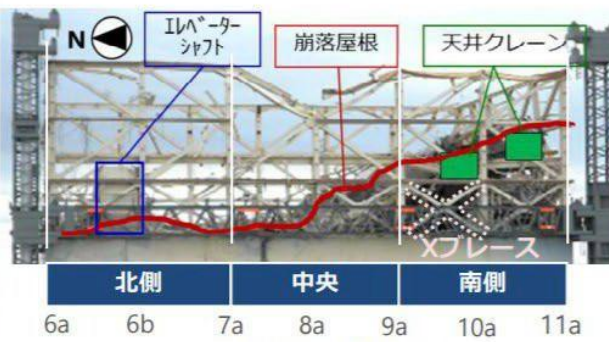 N
ｴﾚﾍﾞｰﾀｰ
ｼｬﾌﾄ
崩落屋根
天井クレーン
Xブレース
北側
中央
南側
6a
6b
7a
8a
9a
10a
11a